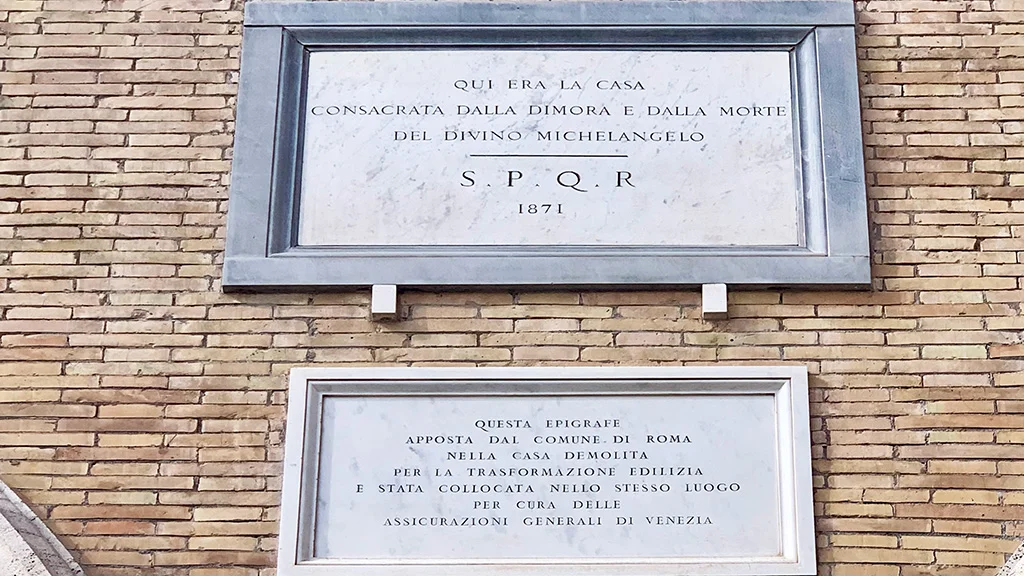 QUI ERA LA CASA
CONSACRATA DALLA DIMORA E DALLA MORTE
DEL DIVINO MICHELANGELO
S.P.Q.R
1871
QUESTA EPIGRAFE
APPOSTA DAL COMUNE DI ROMA
NELLA CASA DEMOLITA
PER LA TRASFORMAZIONE EDILIZIA
E STATA COLLOCATA NELLO STESSO LUOGO
PER CURA DELLE
ASSICURAZIONI GENERALI DI VENEZIA